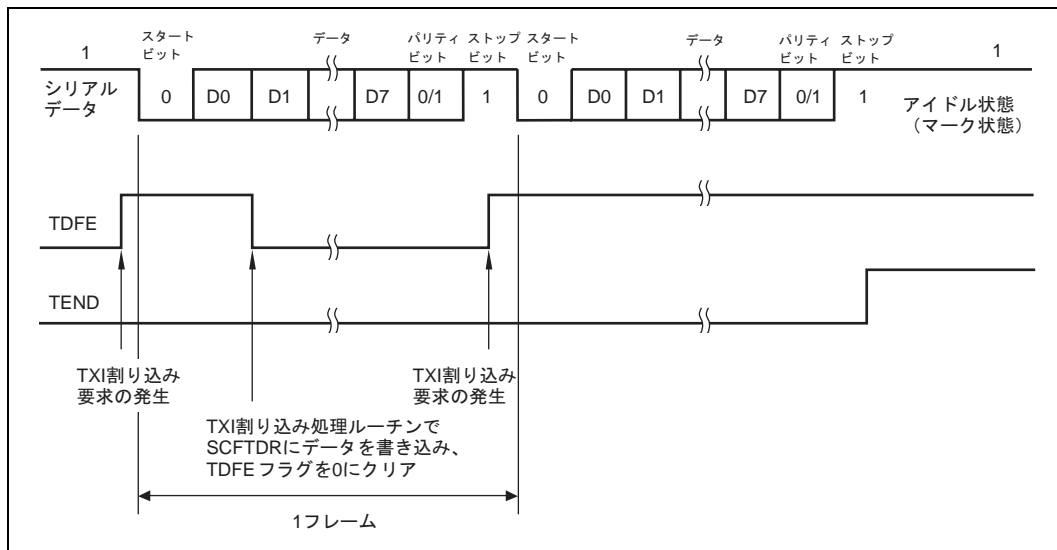 1 スタート ビット データ パリティ ビット ストップ ビット スタート ビット データ パリティ ビット ストップ ビット 1
シリアル
データ
0 D0 D1 D7 0/1 1 0 D0 D1 D7 0/1 1
アイドル状態
（マーク状態）
TDFE
TEND
TXI割り込み
要求の発生
TXI割り込み
要求の発生
TXI割り込み処理ルーチンで
SCFTDRにデータを書き込み、
TDFE フラグを0にクリア
1フレーム